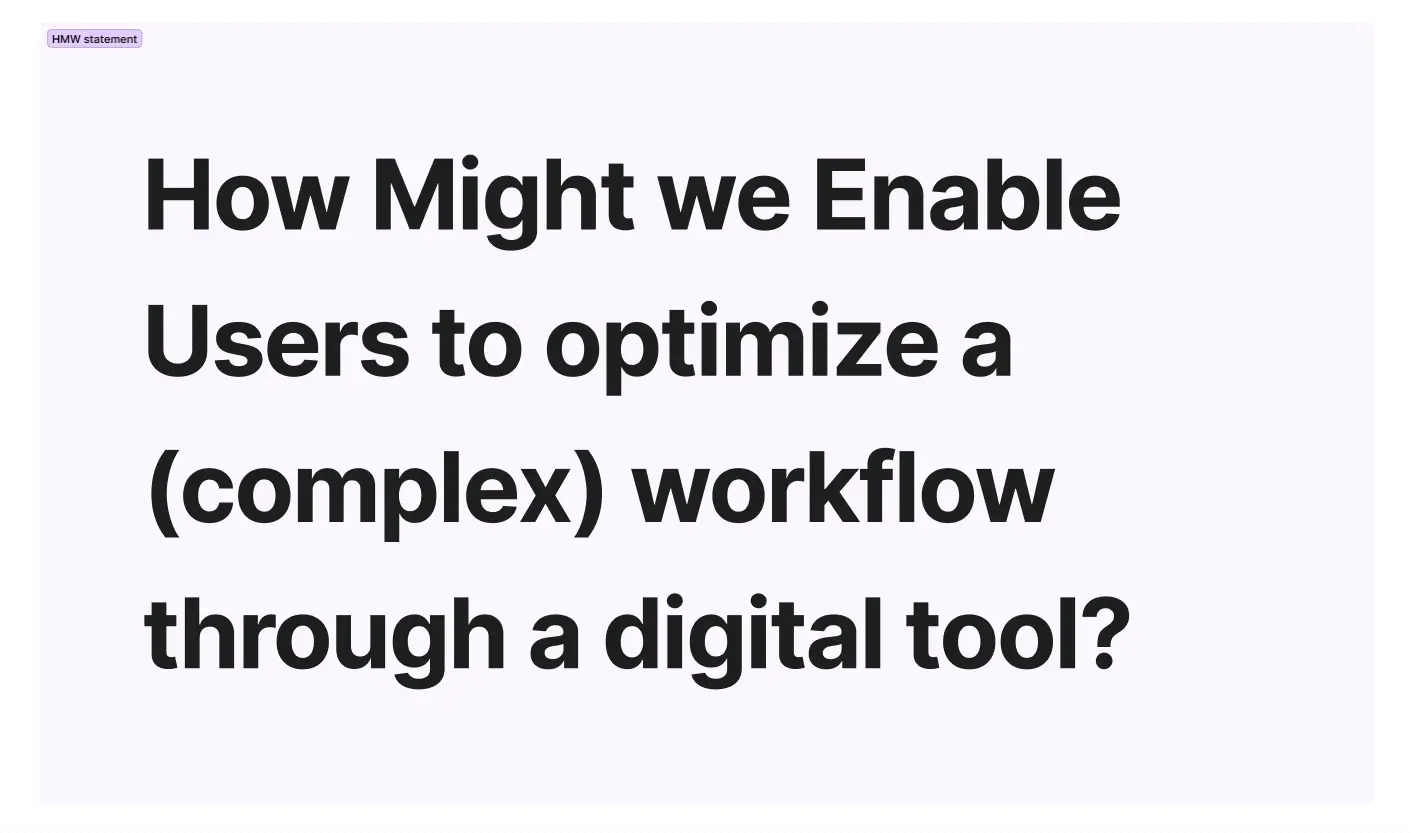 HMW statement
How Might we Enable
Users to optimize a
(complex) workflow
through a digital tool?